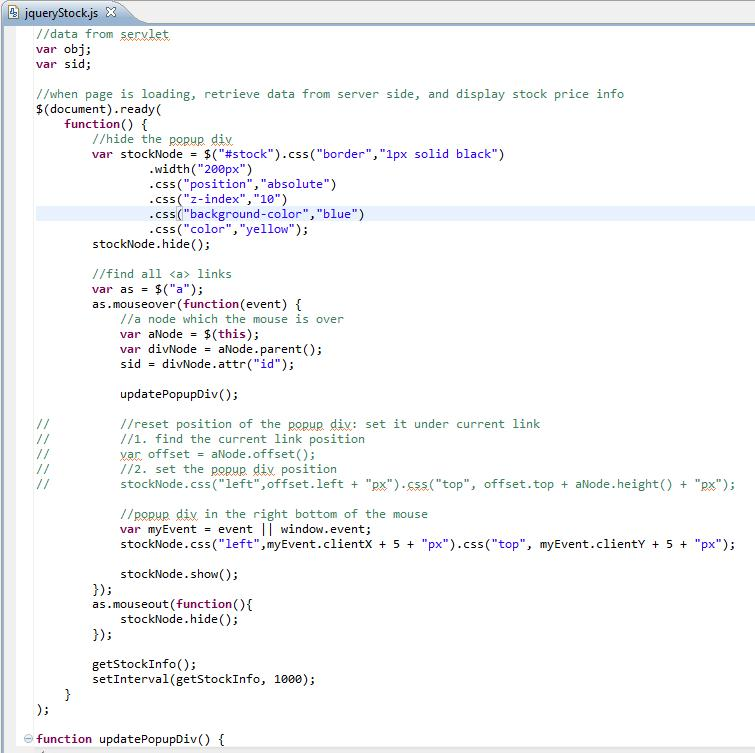 jqueryStock.js
//data from servlet
var obj;
var sid;
//when page is loading, retrieve data from server side, and display stock price info
$(document).ready(
function() {
//hide the popup div
var stockNode = $("#stock").css("border","1px solid black")
.width("200px")
.css("position","absolute")
.css("z-index","10")
.css("background-color","blue")
.css("color","yellow");
stockNode.hide();
//find all <a> links
var as = $("a");
as.mouseover(function(event) {
//a node which the mouse is over
var aNode = $(this);
var divNode = aNode.parent();
sid = divNode.attr("id");
updatePopupDiv();
// //reset position of the popup div: set it under current link
// //1. find the current link position
// var offset = aNode.offset();
// //2. set the popup div position
// stockNode.css("left",offset.left + "px").css("top", offset.top + aNode.height() + "px");
//popup div in the right bottom of the mouse
var myEvent = event || window.event;
stockNode.css("left",myEvent.clientX + 5 + "px").css("top", myEvent.clientY + 5 + "px");
stockNode.show();
});
as.mouseout(function(){
stockNode.hide();
});
getStockInfo();
setInterval(getStockInfo, 1000);
}
);
function updatePopupDiv() {